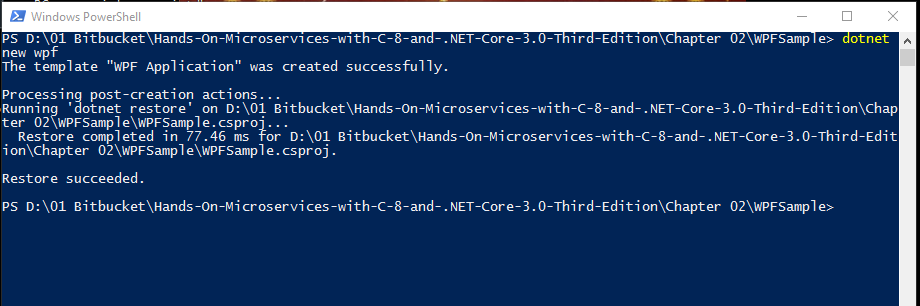 Windows PowerShell
PS D:\01 Bitbucket\Hands-On-Microservices-with-C-8-and-.NET-Core-3.0-Third-Edition\Chapter 02\WPFSample> dotnet
new wpf
The template "WPF Application" was created successfully.
Processing post-creation actions...
Running 'dotnet restore' on D:\01 Bitbucket\Hands-On-Microservices-with-C-8-and-.NET-Core-3.0-Third-Edition\Chap
ter 02\WPFSample\WPFSample.csproj...
  Restore completed in 77.46 ms for D:\01 Bitbucket\Hands-On-Microservices-with-C-8-and-.NET-Core-3.0-Third-Edit
ion\Chapter 02\WPFSample\WPFSample.csproj.
Restore succeeded.
PS D:\01 Bitbucket\Hands-On-Microservices-with-C-8-and-.NET-Core-3.0-Third-Edition\Chapter 02\WPFSample>